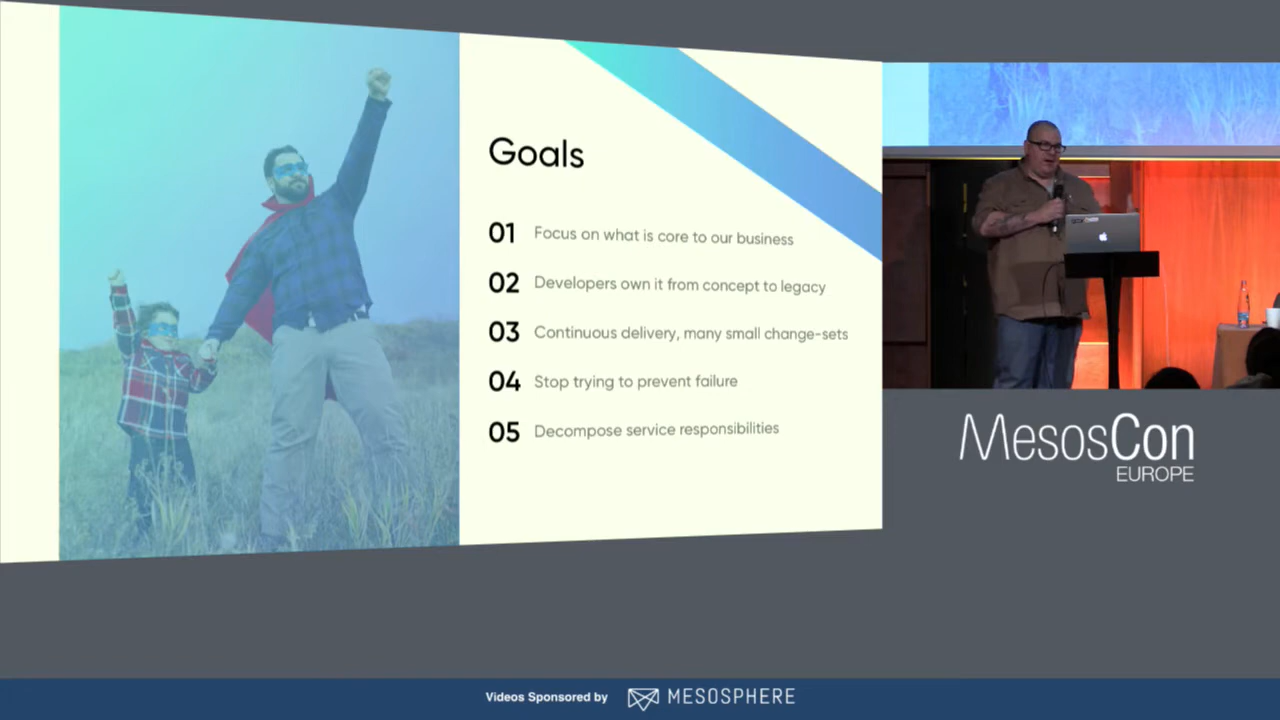 Goals
01 Focus on what is core to our business
02 Developers own it from concept to legacy
03 Continuous delivery, many small change-sets
04 Stop trying to prevent failure
05 Decompose service responsibilities
MesosCon
EUROPE
Videos Sponsored by MESOSPHERE